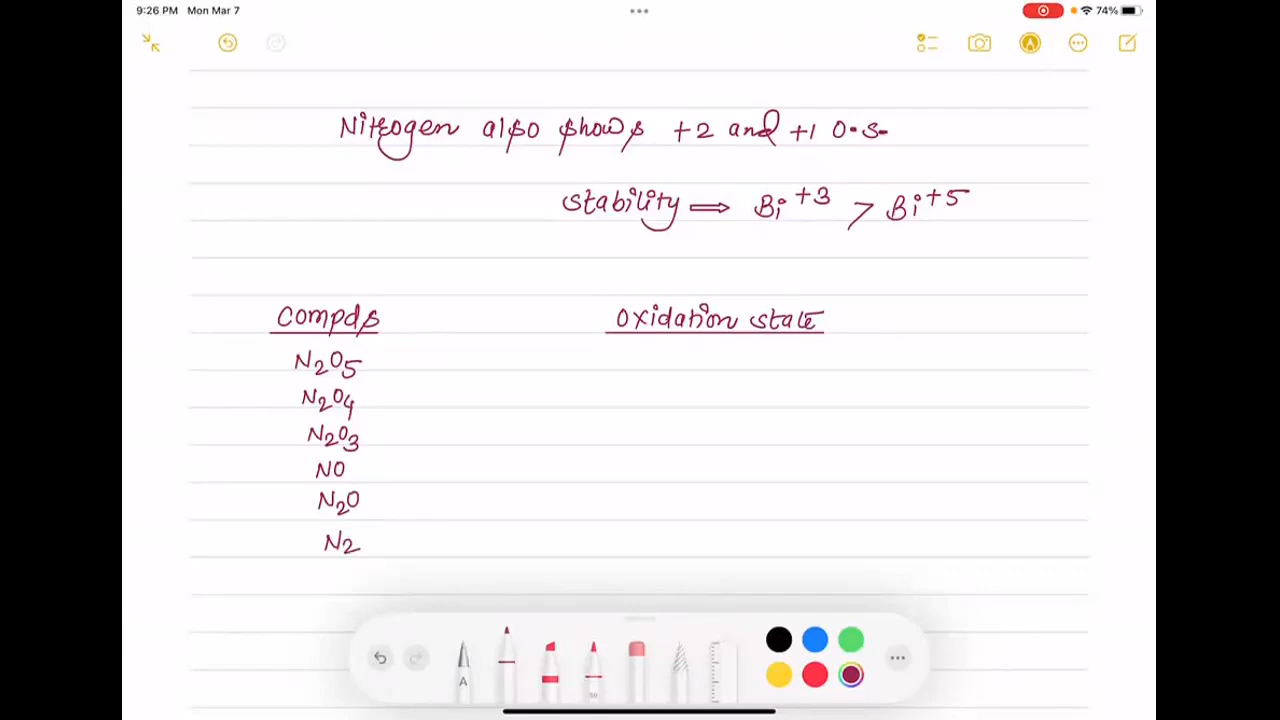 9:26 PM Mon Mar 7
74%
Nitrogen also shows +2 and +1 O.S.
Stability ⟹ Bi⁺³ > Bi⁺⁵
Compds Oxidation state
N₂O₅
N₂O₄
N₂O₃
NO
N₂O
N₂
A
50